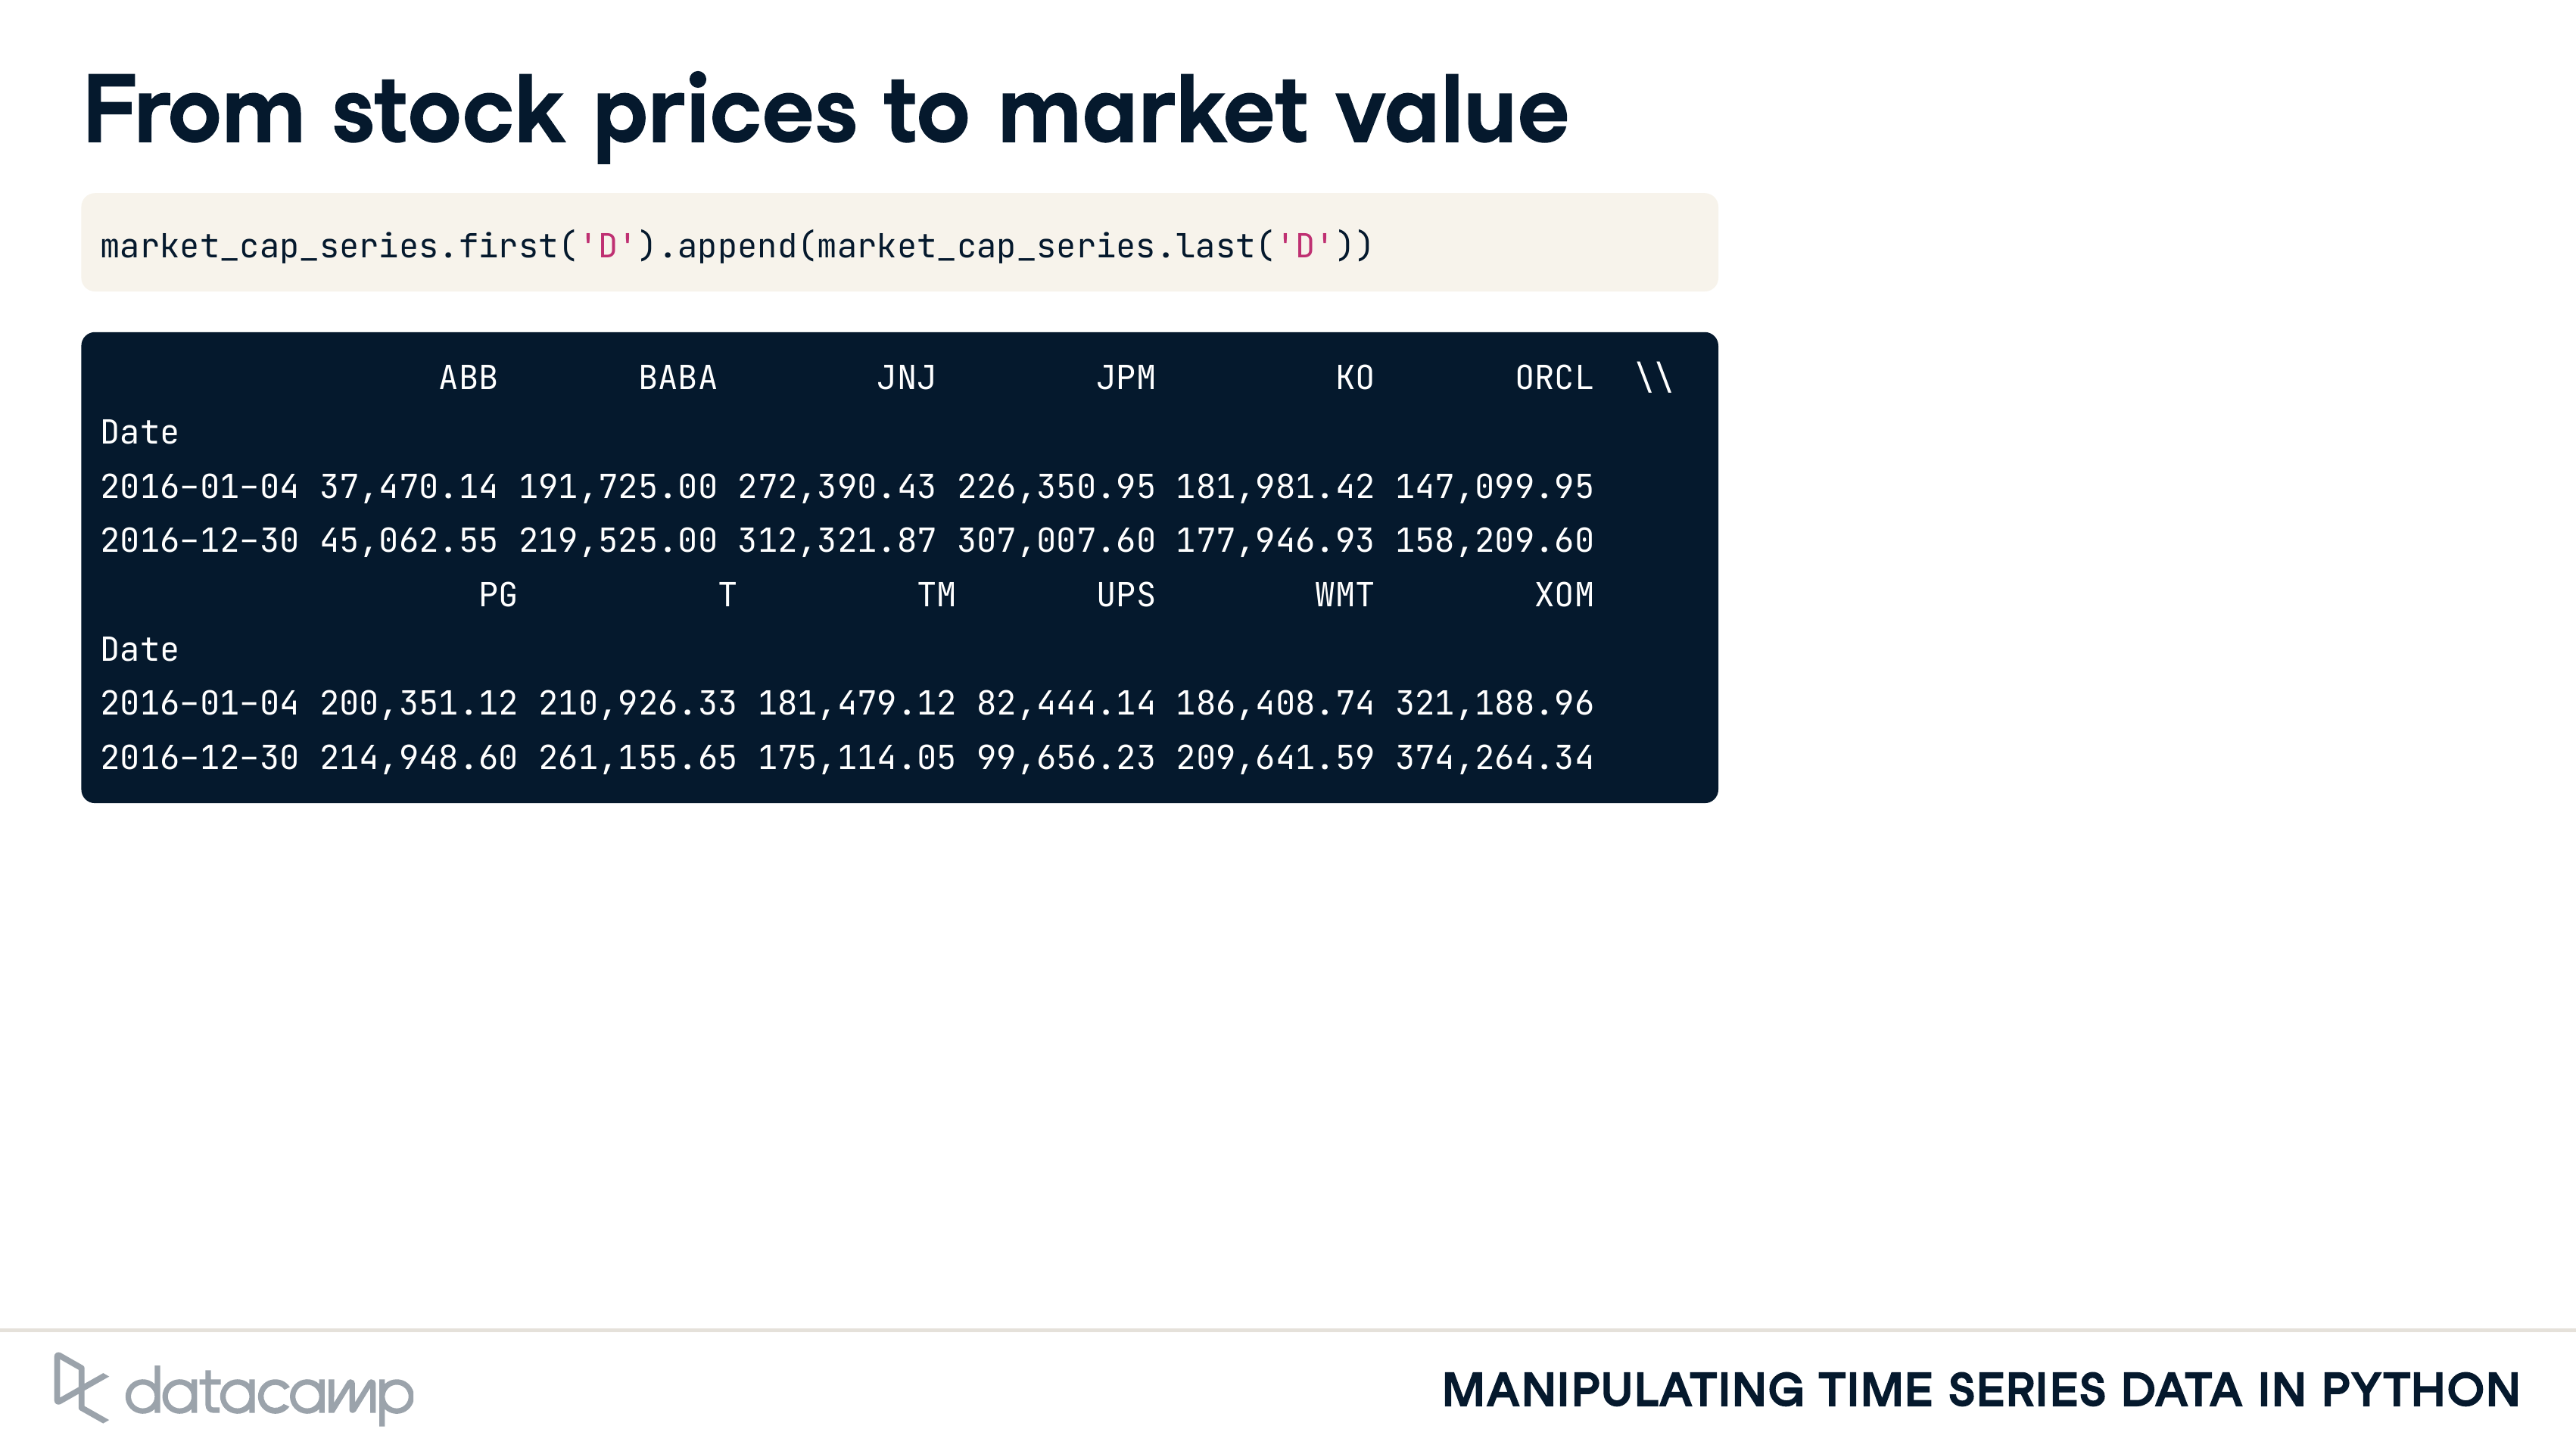 From stock prices to market value
market_cap_series.first('D').append(market_cap_series.last('D'))
ABB BABA JNJ JPM KO ORCL \\
Date
2016-01-04 37,470.14 191,725.00 272,390.43 226,350.95 181,981.42 147,099.95
2016-12-30 45,062.55 219,525.00 312,321.87 307,007.60 177,946.93 158,209.60
PG T TM UPS WMT XOM
Date
2016-01-04 200,351.12 210,926.33 181,479.12 82,444.14 186,408.74 321,188.96
2016-12-30 214,948.60 261,155.65 175,114.05 99,656.23 209,641.59 374,264.34
datacamp
MANIPULATING TIME SERIES DATA IN PYTHON